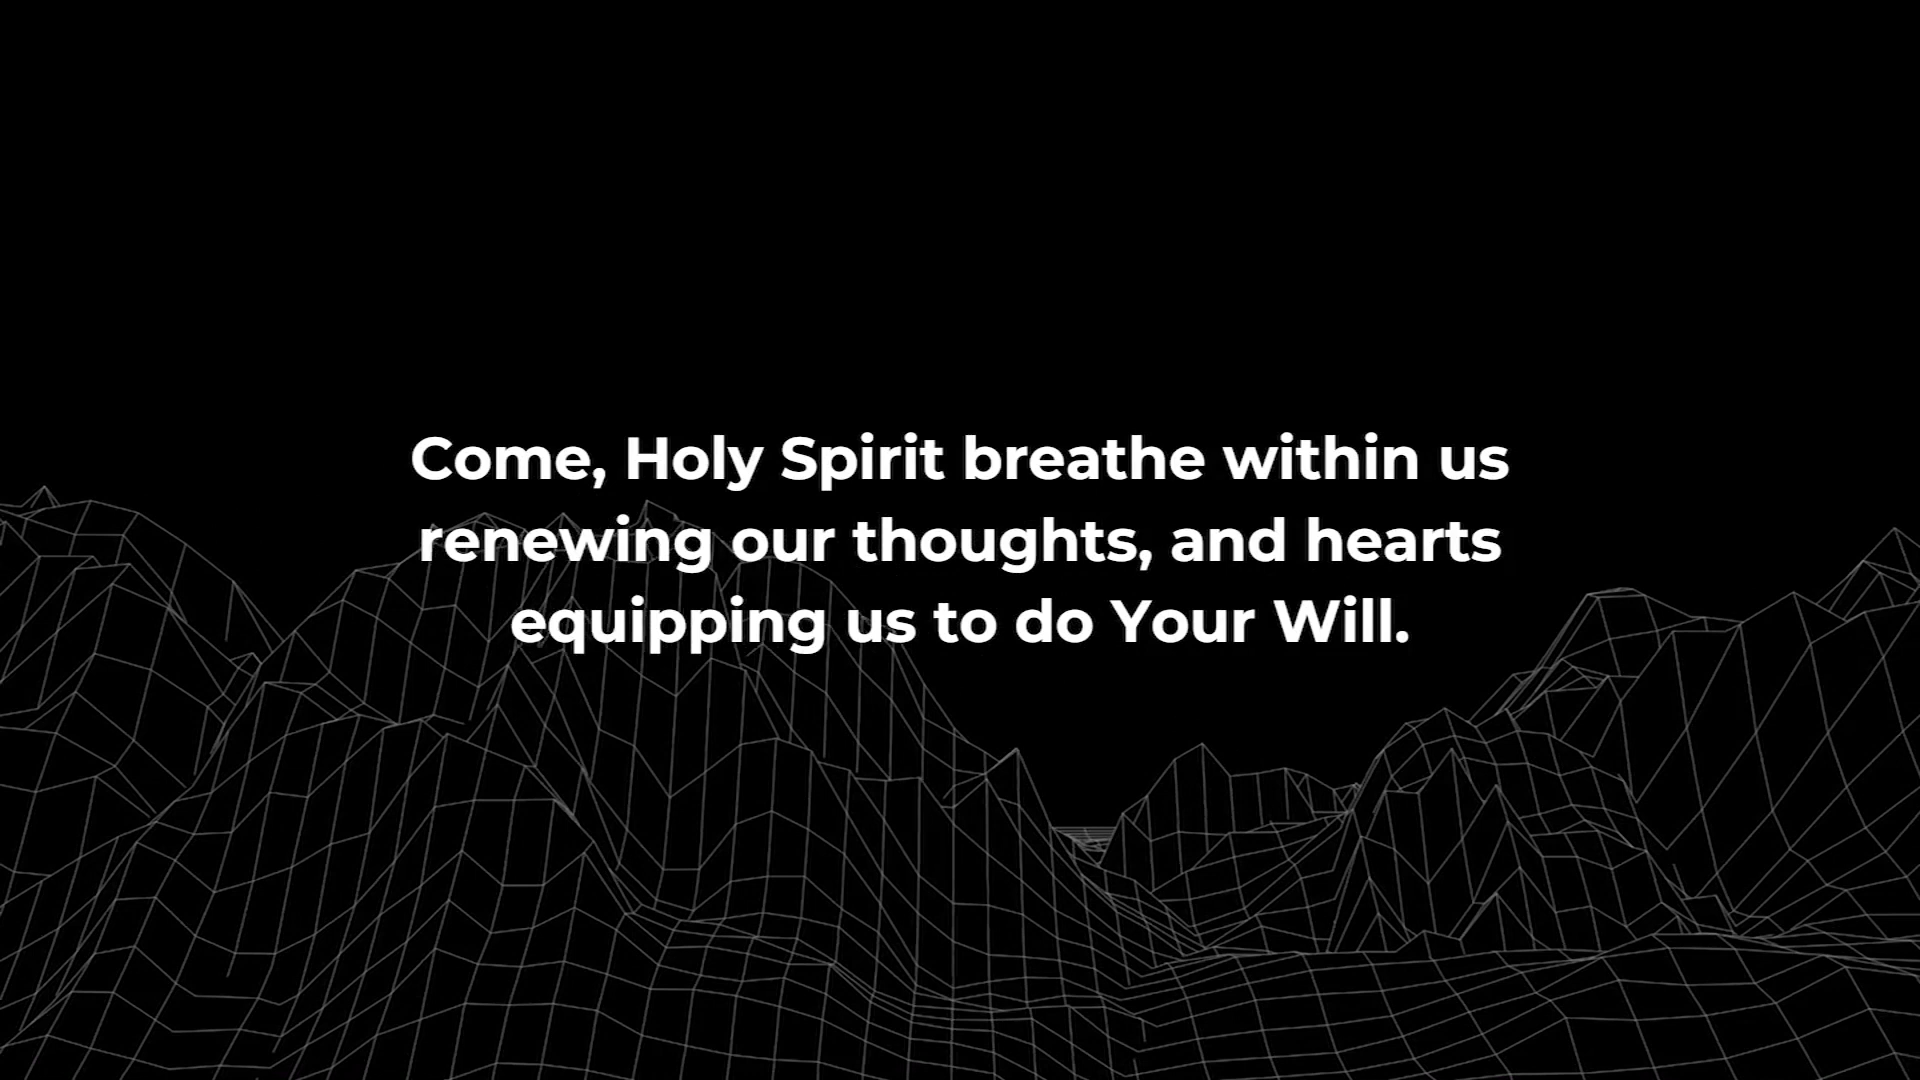 Come, Holy Spirit breathe within us
renewing our thoughts, and hearts
equipping us to do Your Will.